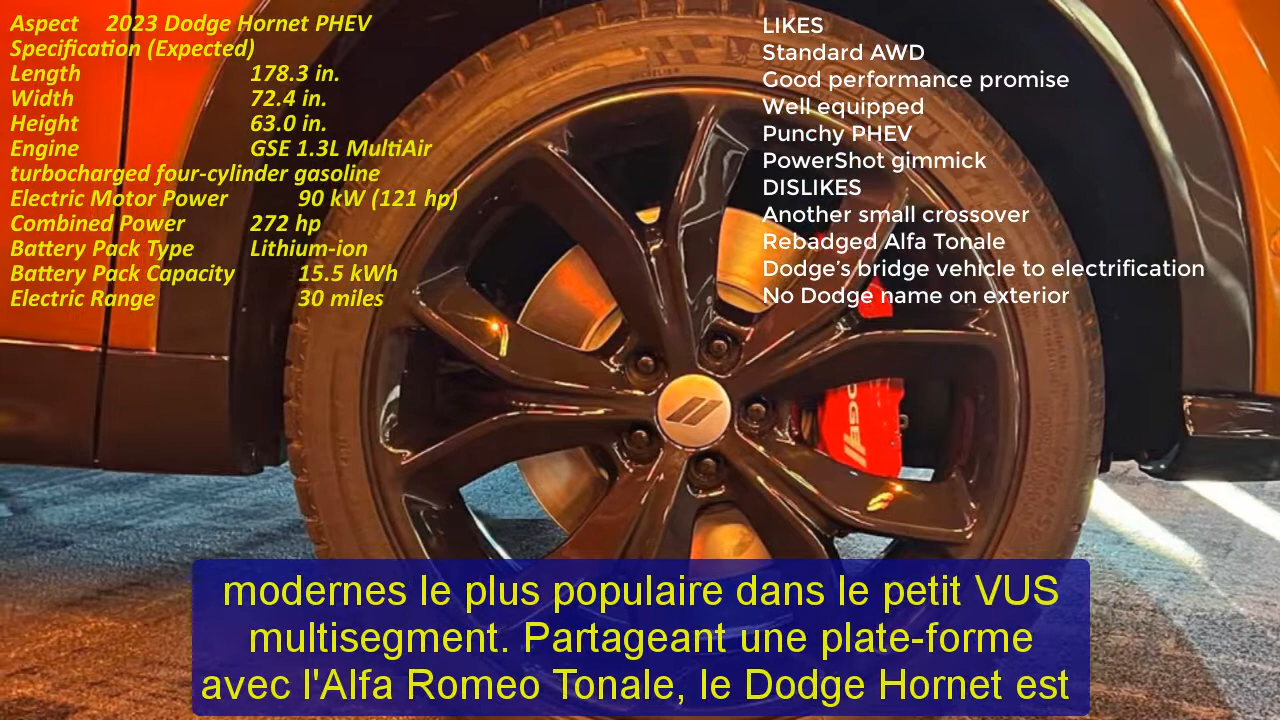 Aspect 2023 Dodge Hornet PHEV
Specification (Expected)
Length 178.3 in.
Width 72.4 in.
Height 63.0 in.
Engine GSE 1.3L MultiAir
turbocharged four-cylinder gasoline
Electric Motor Power 90 kW (121 hp)
Combined Power 272 hp
Battery Pack Type Lithium-ion
Battery Pack Capacity 15.5 kWh
Electric Range 30 miles
LIKES
Standard AWD
Good performance promise
Well equipped
Punchy PHEV
PowerShot gimmick
DISLIKES
Another small crossover
Rebadged Alfa Tonale
Dodge's bridge vehicle to electrification
No Dodge name on exterior
modernes le plus populaire dans le petit VUS
multisegment. Partageant une plate-forme
avec l'Alfa Romeo Tonale, le Dodge Hornet est